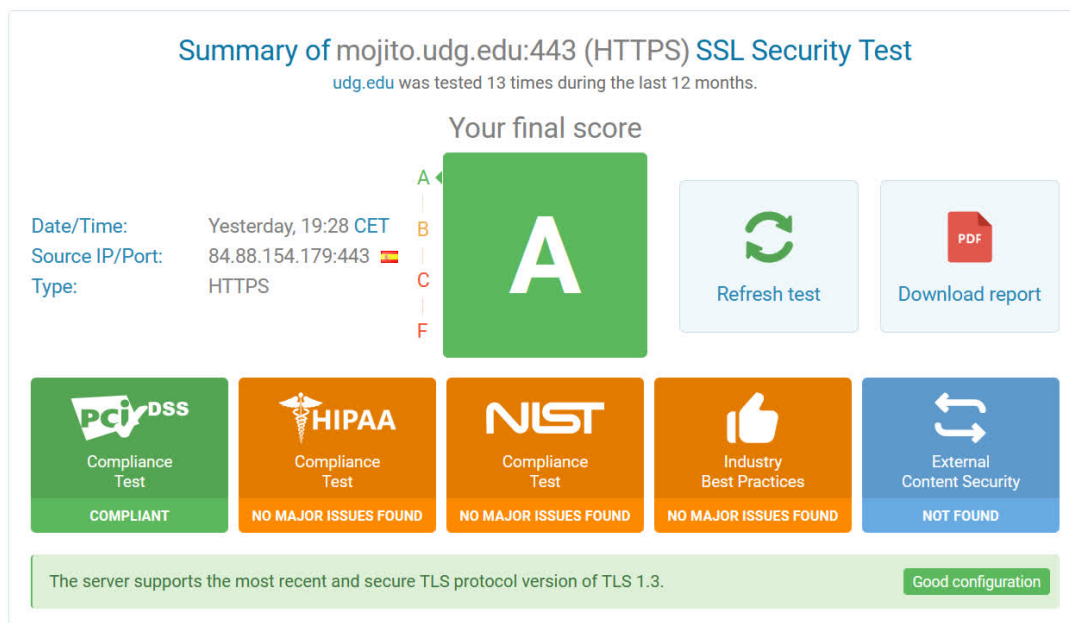 Summary of mojito.udg.edu:443 (HTTPS) SSL Security Test
udg.edu was tested 13 times during the last 12 months.
Your final score
Date/Time: Yesterday, 19:28 CET
Source IP/Port: 84.88.154.179:443
Type: HTTPS
A
B
C
F
A
Refresh test
PDF
Download report
PCI DSS
Compliance
Test
COMPLIANT
HIPAA
Compliance
Test
NO MAJOR ISSUES FOUND
NIST
Compliance
Test
NO MAJOR ISSUES FOUND
Industry
Best Practices
NO MAJOR ISSUES FOUND
External
Content Security
NOT FOUND
The server supports the most recent and secure TLS protocol version of TLS 1.3.
Good configuration